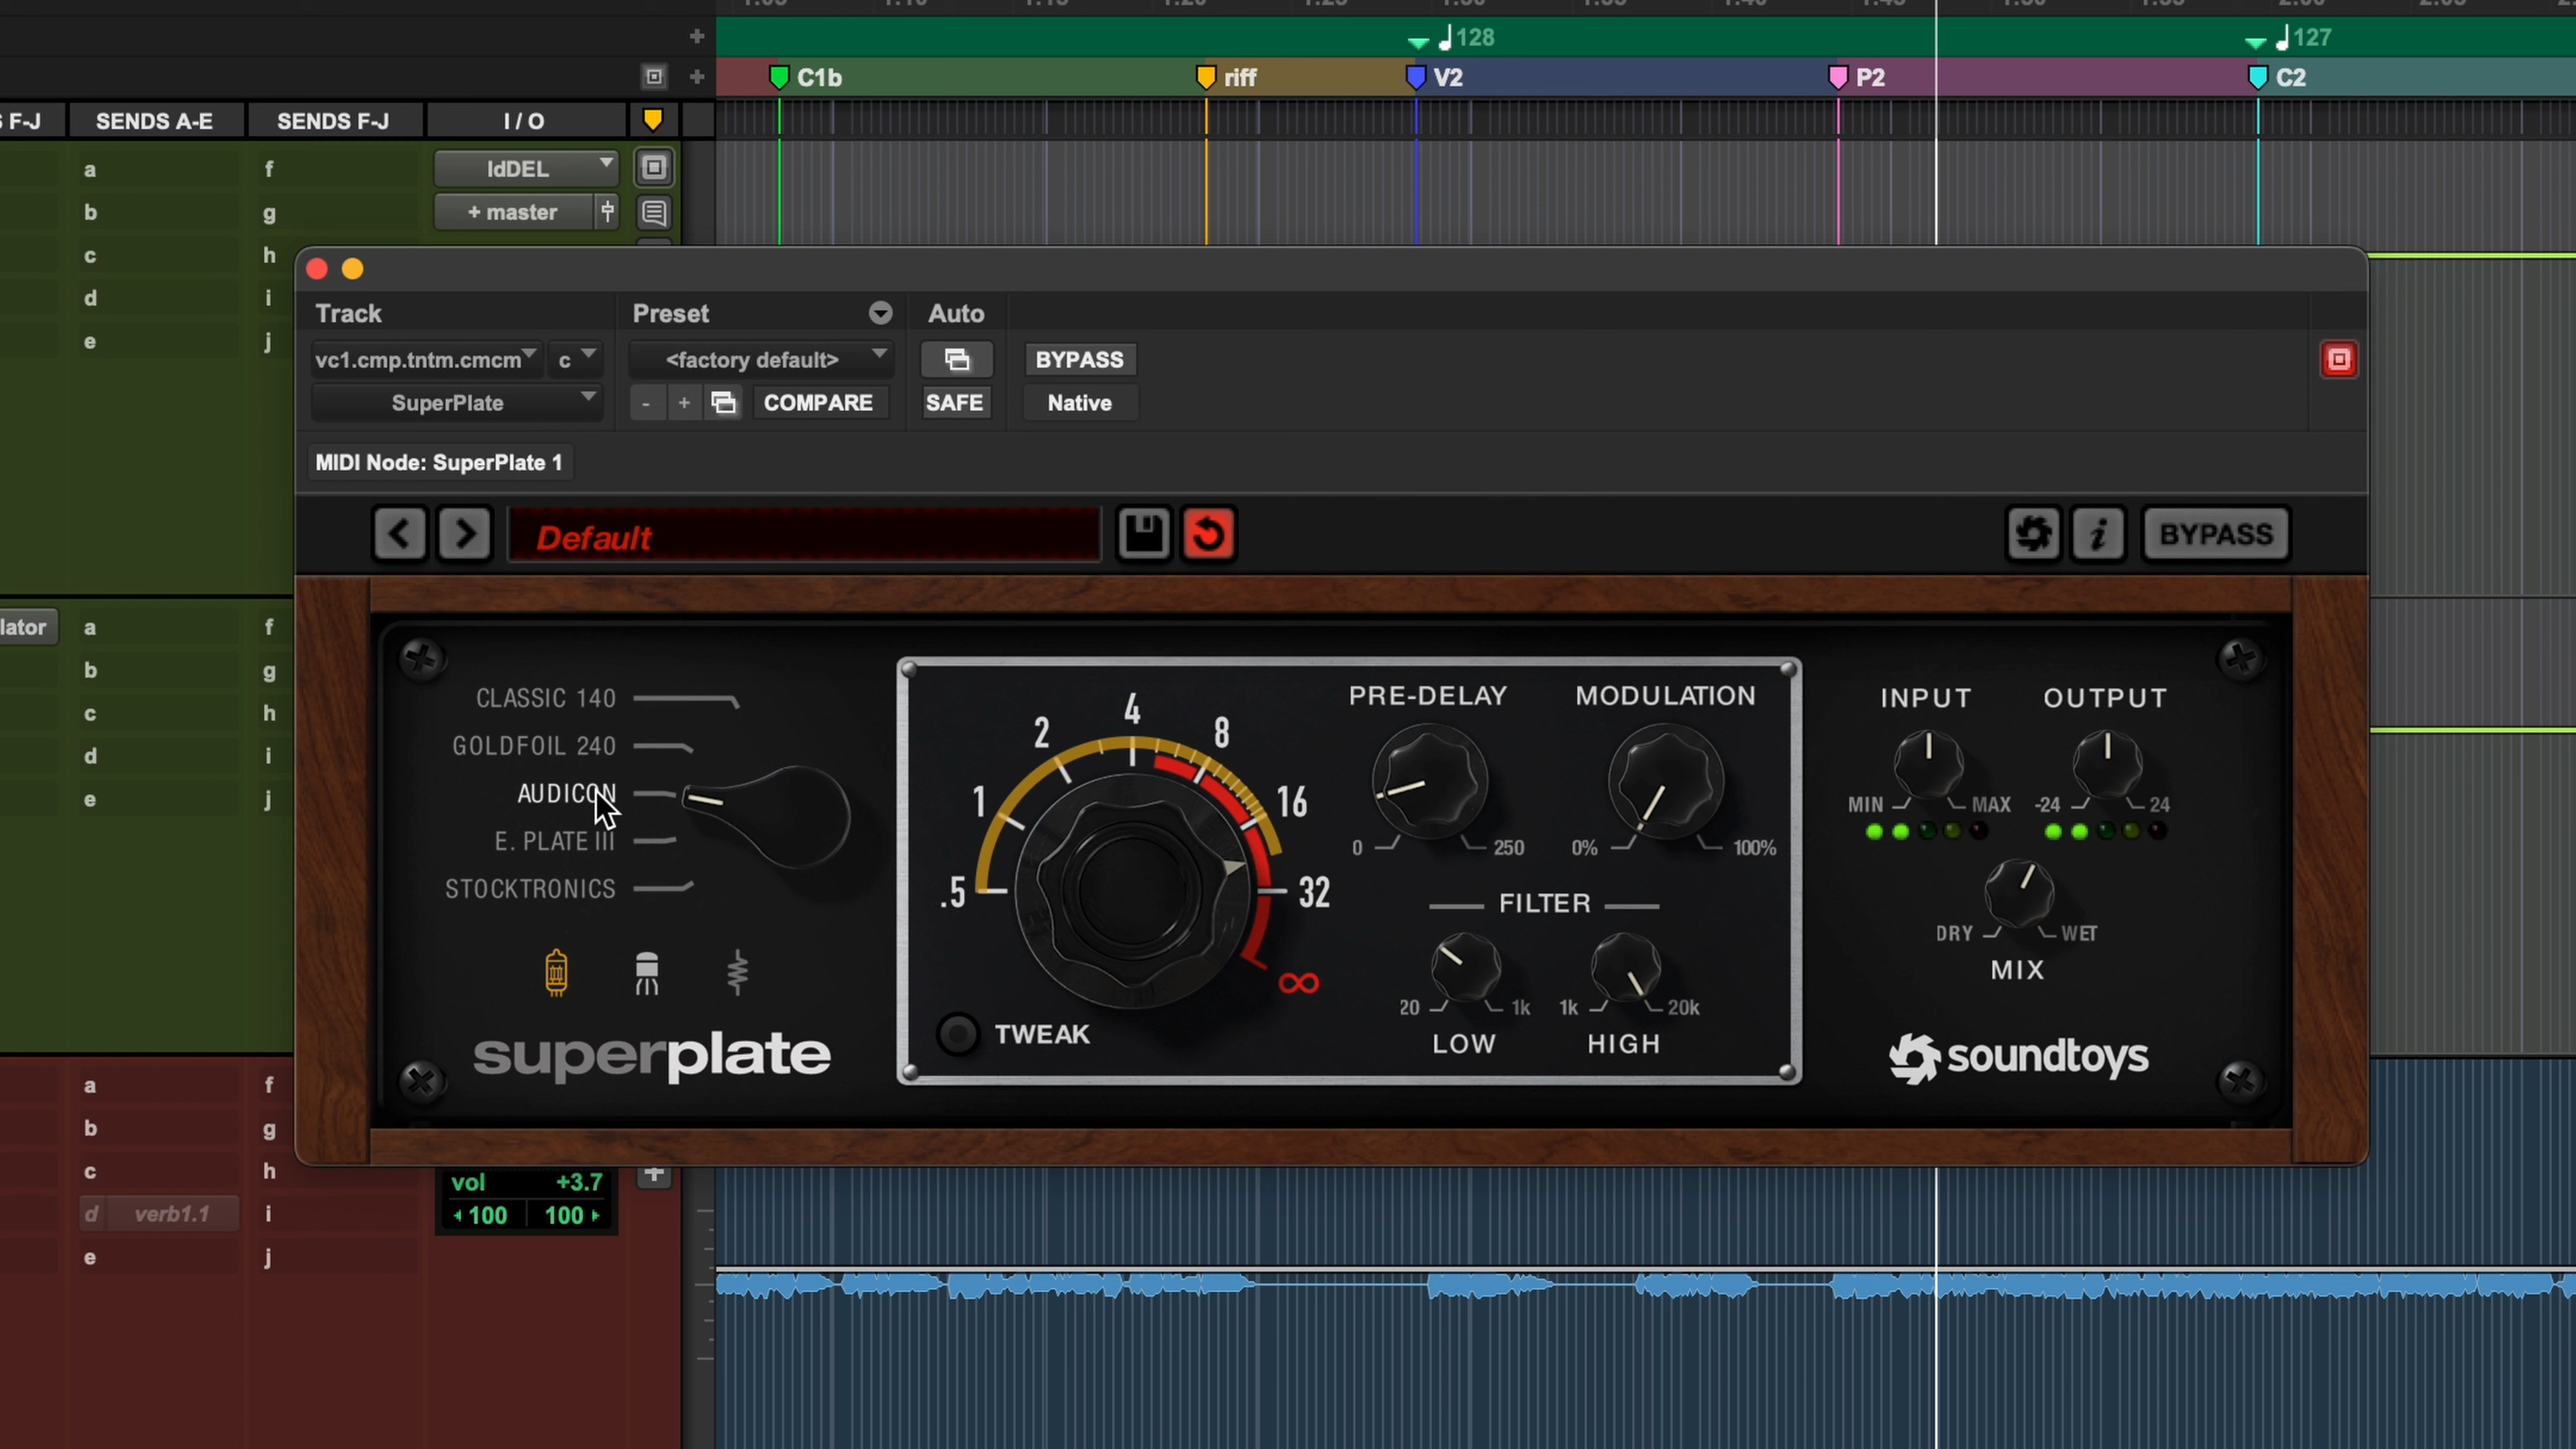 128
127
C1b
riff
V2
P2
C2
F-J
SENDS A-E
SENDS F-J
I / O
a
f
ldDEL
b
g
+ master
c
h
d
i
e
j
Track
Preset
Auto
vc1.cmp.tntm.cmcm
c
<factory default>
BYPASS
SuperPlate
-
+
COMPARE
SAFE
Native
MIDI Node: SuperPlate 1
Default
i
BYPASS
lator
a
f
b
g
c
h
d
i
e
j
CLASSIC 140
GOLDFOIL 240
AUDICON
E. PLATE III
STOCKTRONICS
superplate
.5
1
2
4
8
16
32
∞
TWEAK
PRE-DELAY
0
250
MODULATION
0%
100%
FILTER
20
1k
LOW
1k
20k
HIGH
INPUT
MIN
MAX
OUTPUT
-24
24
DRY
WET
MIX
soundtoys
a
f
b
g
c
h
vol +3.7
d verb1.1
i
100
100
e
j